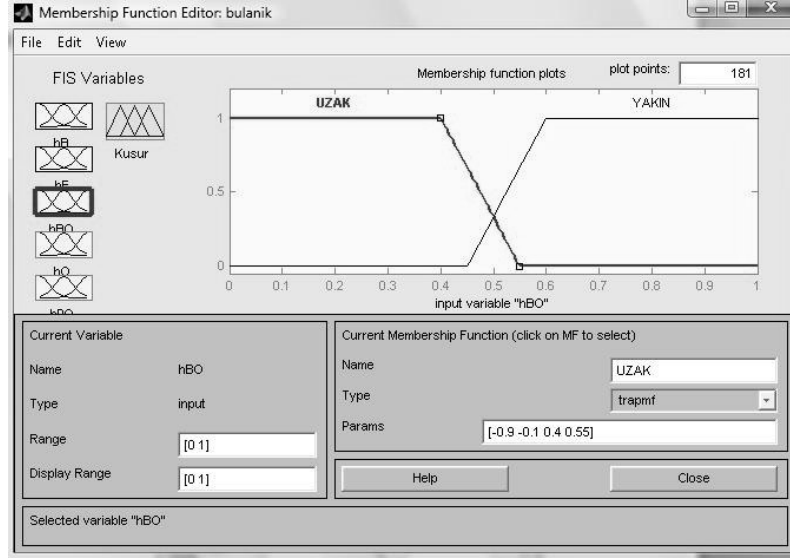 Membership Function Editor: bulanik
File Edit View
FIS Variables
Membership function plots
plot points:
181
hB
Kusur
hE
hBO
hO
UZAK
YAKIN
1
0.5
0
0 0.1 0.2 0.3 0.4 0.5 0.6 0.7 0.8 0.9 1
input variable "hBO"
Current Variable
Name hBO
Type input
Range [0 1]
Display Range [0 1]
Current Membership Function (click on MF to select)
Name UZAK
Type trapmf
Params [-0.9 -0.1 0.4 0.55]
Help Close
Selected variable "hBO"